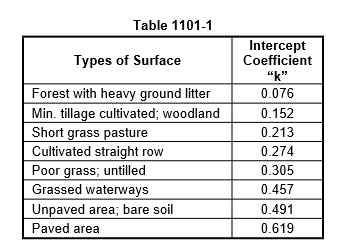 Table 1101-1
Types of Surface Intercept Coefficient "k"
Forest with heavy ground litter 0.076
Min. tillage cultivated; woodland 0.152
Short grass pasture 0.213
Cultivated straight row 0.274
Poor grass; untilled 0.305
Grassed waterways 0.457
Unpaved area; bare soil 0.491
Paved area 0.619